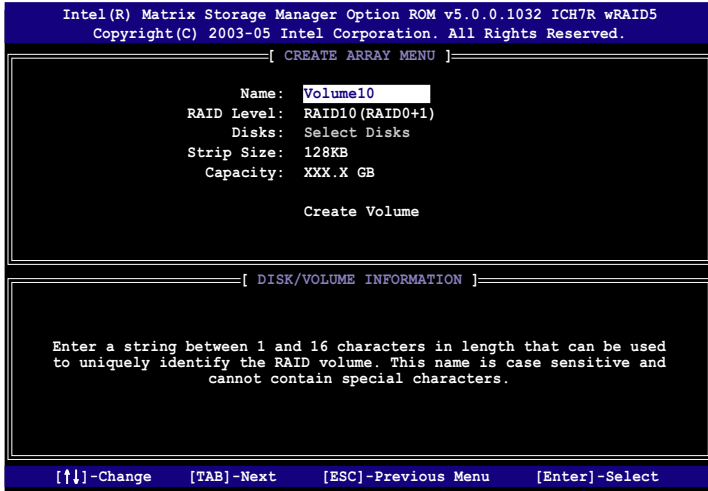 Intel(R) Matrix Storage Manager Option ROM v5.0.0.1032 ICH7R wRAID5
Copyright(C) 2003-05 Intel Corporation. All Rights Reserved.
[ CREATE ARRAY MENU ]
Name: Volume10
RAID Level: RAID10(RAID0+1)
Disks: Select Disks
Strip Size: 128KB
Capacity: XXX.X GB
Create Volume
[ DISK/VOLUME INFORMATION ]
Enter a string between 1 and 16 characters in length that can be used
to uniquely identify the RAID volume. This name is case sensitive and
cannot contain special characters.
[↑↓]-Change [TAB]-Next [ESC]-Previous Menu [Enter]-Select